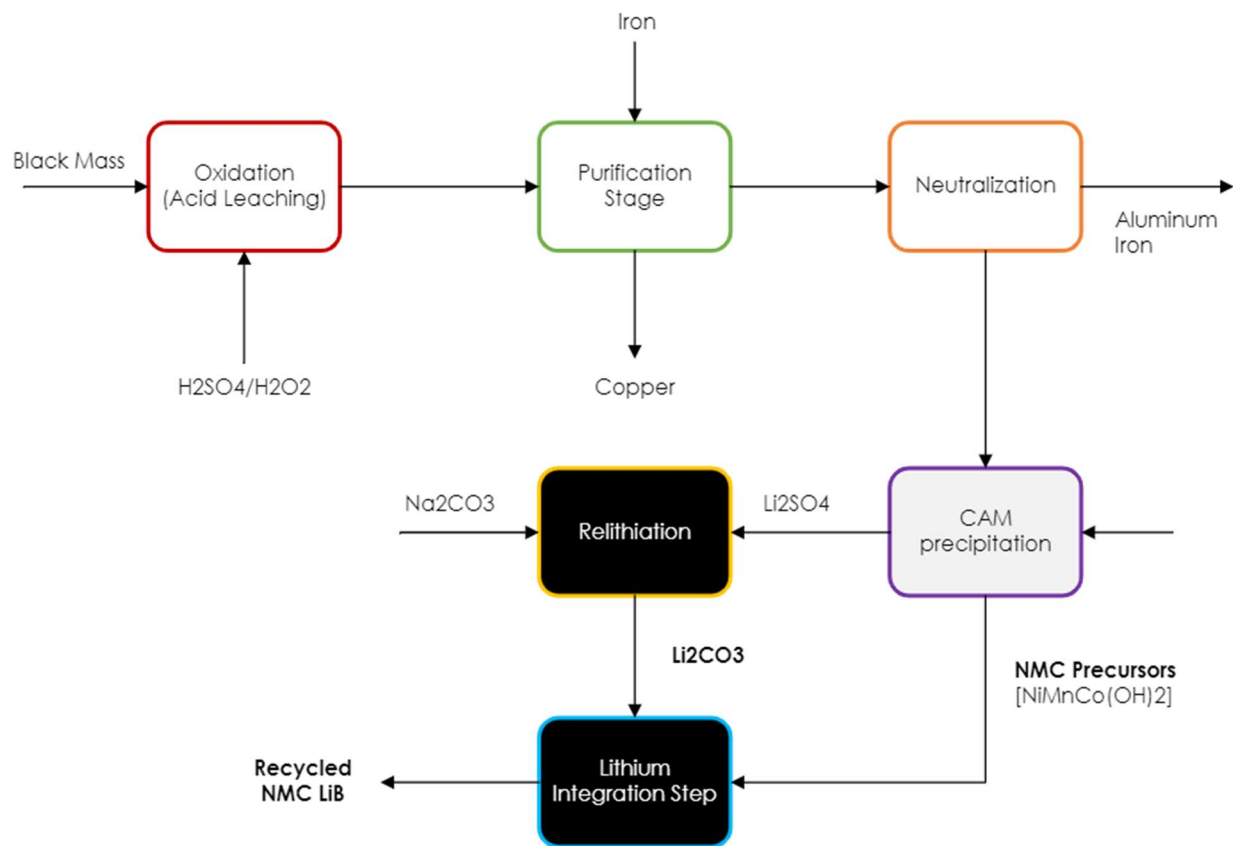 Iron
Black Mass
Oxidation
(Acid Leaching)
Purification
Stage
Neutralization
Aluminum
Iron
H2SO4/H2O2
Copper
Na2CO3
Relithiation
Li2SO4
CAM
precipitation
Li2CO3
NMC Precursors
[NiMnCo(OH)2]
Recycled
NMC LiB
Lithium
Integration Step